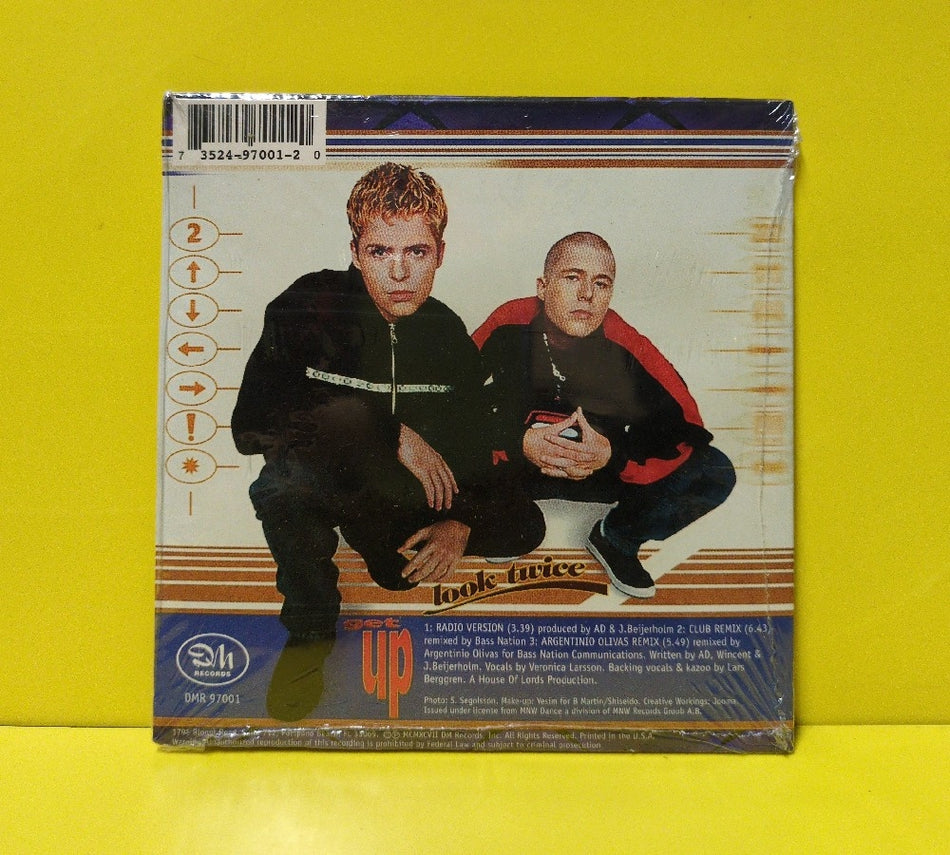 7 3524-97001-2 0
2
!
look twice
get
up
1: RADIO VERSION (3.39) produced by AD & J.Beijerholm 2: CLUB REMIX (6.43)
remixed by Bass Nation 3: ARGENTINIO OLIVAS REMIX (5.49) remixed by
Argentinio Olivas for Bass Nation Communications. Written by AD, Wincent &
J.Beijerholm. Vocals by Veronica Larsson. Backing vocals & kazoo by Lars
Berggren. A House Of Lords Production.
Photo: S. Segolsson. Make-up: Vesim for B Martin/Shiseido. Creative Workings: Jooma
Issued under license from MNW Dance a division of MNW Records Group A.B.
DM
RECORDS
DMR 97001
FL 33069. ©℗ MCMXCVII DM Records, Inc. All Rights Reserved. Printed in the U.S.A.
reproduction of this recording is prohibited by Federal Law and subject to criminal prosecution